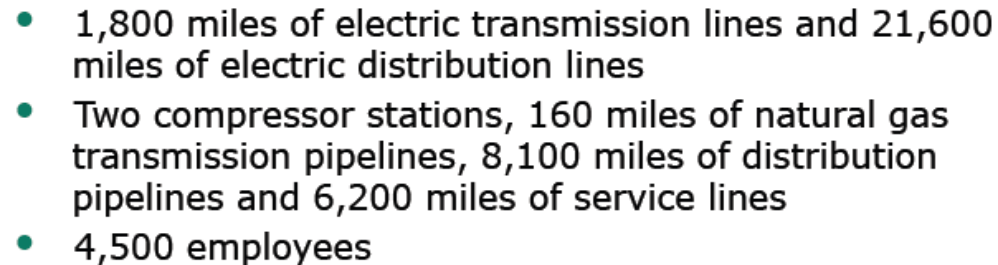 • 1,800 miles of electric transmission lines and 21,600
miles of electric distribution lines
• Two compressor stations, 160 miles of natural gas
transmission pipelines, 8,100 miles of distribution
pipelines and 6,200 miles of service lines
• 4,500 employees